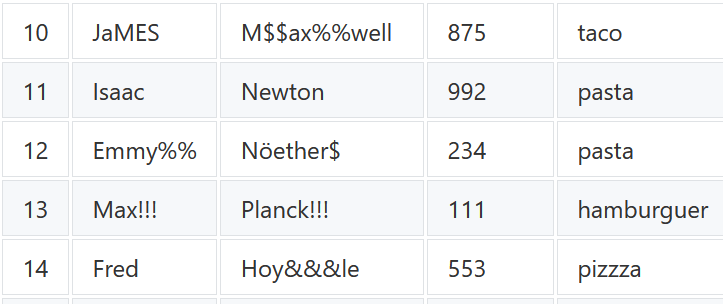 10 JaMES M$$ax%%well 875 taco
11 Isaac Newton 992 pasta
12 Emmy%% Nöether$ 234 pasta
13 Max!!! Planck!!! 111 hamburguer
14 Fred Hoy&&&le 553 pizzza